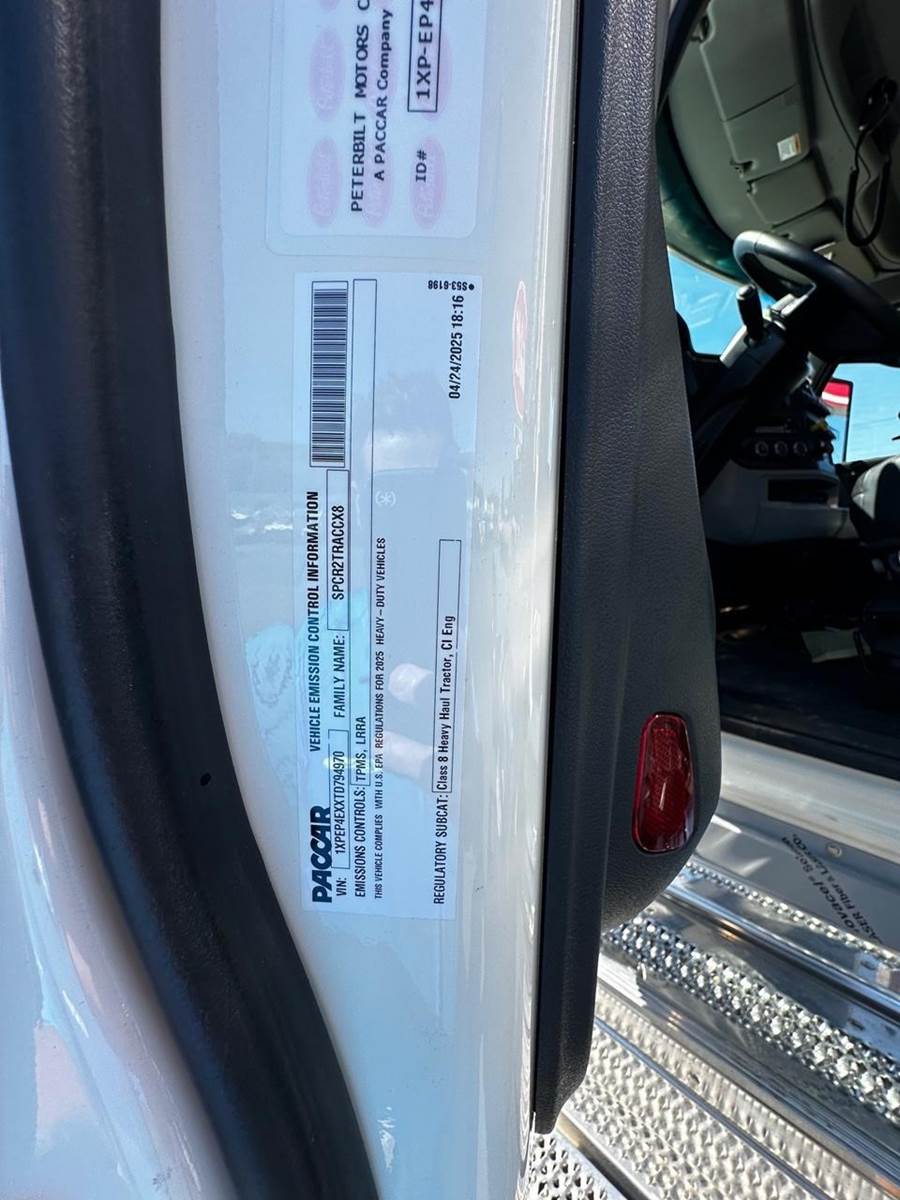 PETERBILT MOTORS C
A PACCAR Company
ID# 1XP-EP4
PACCAR VEHICLE EMISSION CONTROL INFORMATION
VIN: 1XPEP4EXXTD794970 FAMILY NAME: SPCR2TRACCX8
EMISSIONS CONTROLS: TPMS, LRRA
THIS VEHICLE COMPLIES WITH U.S. EPA REGULATIONS FOR 2025 HEAVY-DUTY VEHICLES (*)
REGULATORY SUBCAT: Class 8 Heavy Haul Tractor, CI Eng
04/24/2025 18:16
S53-6198